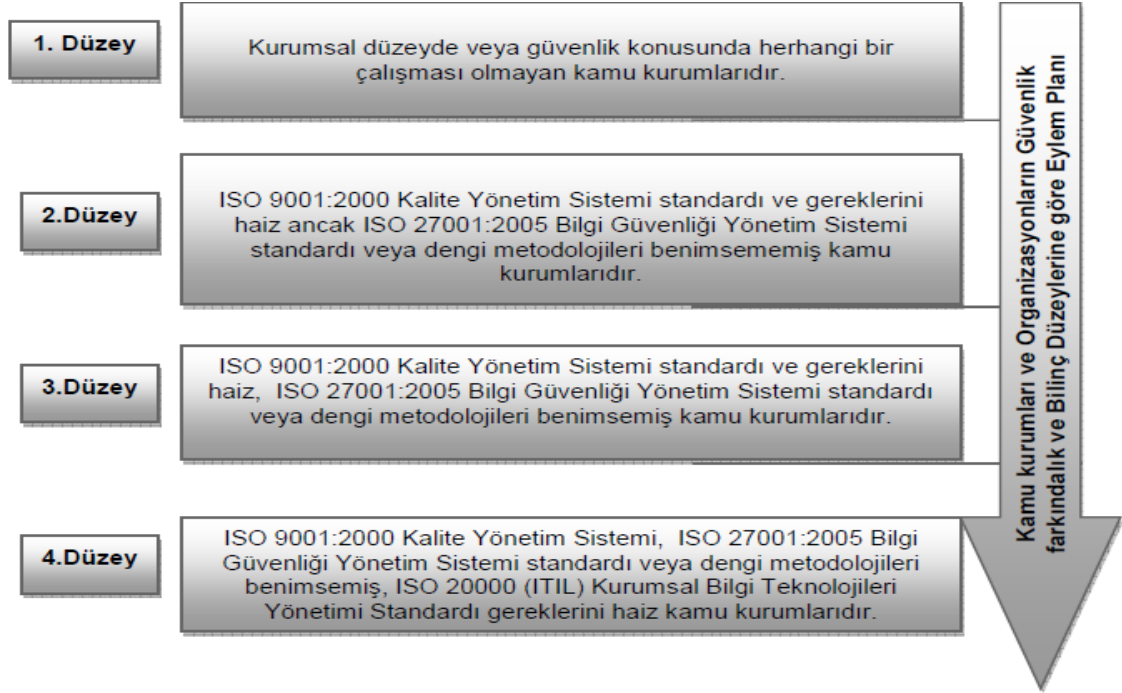 1. Düzey
Kurumsal düzeyde veya güvenlik konusunda herhangi bir
çalışması olmayan kamu kurumlarıdır.
2.Düzey
ISO 9001:2000 Kalite Yönetim Sistemi standardı ve gereklerini
haiz ancak ISO 27001:2005 Bilgi Güvenliği Yönetim Sistemi
standardı veya dengi metodolojileri benimsememiş kamu
kurumlarıdır.
3.Düzey
ISO 9001:2000 Kalite Yönetim Sistemi standardı ve gereklerini
haiz, ISO 27001:2005 Bilgi Güvenliği Yönetim Sistemi standardı
veya dengi metodolojileri benimsemiş kamu kurumlarıdır.
4.Düzey
ISO 9001:2000 Kalite Yönetim Sistemi, ISO 27001:2005 Bilgi
Güvenliği Yönetim Sistemi standardı veya dengi metodolojileri
benimsemiş, ISO 20000 (ITIL) Kurumsal Bilgi Teknolojileri
Yönetimi Standardı gereklerini haiz kamu kurumlarıdır.
Kamu kurumları ve Organizasyonların Güvenlik
farkındalık ve Bilinç Düzeylerine göre Eylem Planı